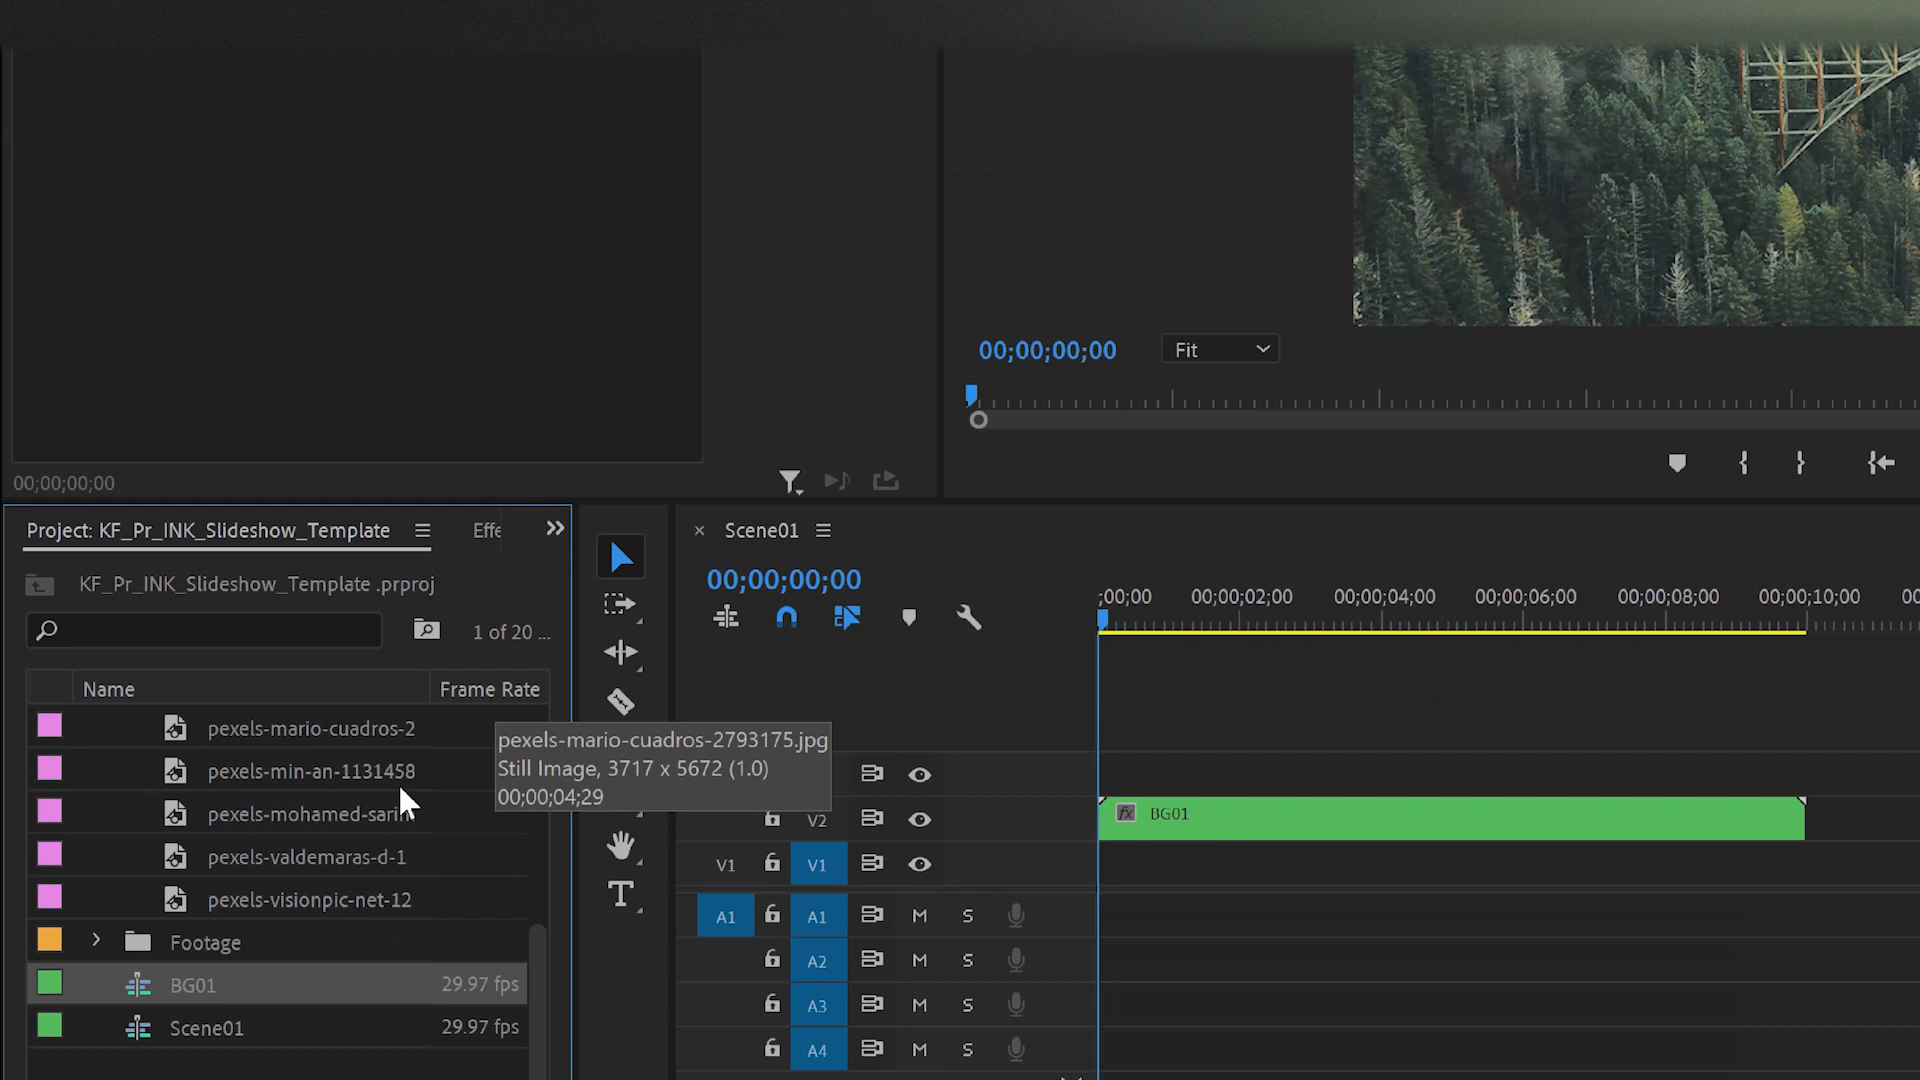 00;00;00;00
Fit
00;00;00;00
Project: KF_Pr_INK_Slideshow_Template
Effe
Scene01
KF_Pr_INK_Slideshow_Template .prproj
00;00;00;00
;00;00
00;00;02;00
00;00;04;00
00;00;06;00
00;00;08;00
00;00;10;00
00
1 of 20 ...
Name
Frame Rate
pexels-mario-cuadros-2
pexels-mario-cuadros-2793175.jpg
Still Image, 3717 x 5672 (1.0)
00;00;04;29
pexels-min-an-1131458
pexels-mohamed-sarim
V2
fx BG01
pexels-valdemaras-d-1
V1 V1
pexels-visionpic-net-12
A1 A1 M S
Footage
A2 M S
BG01 29.97 fps
A3 M S
Scene01 29.97 fps
A4 M S